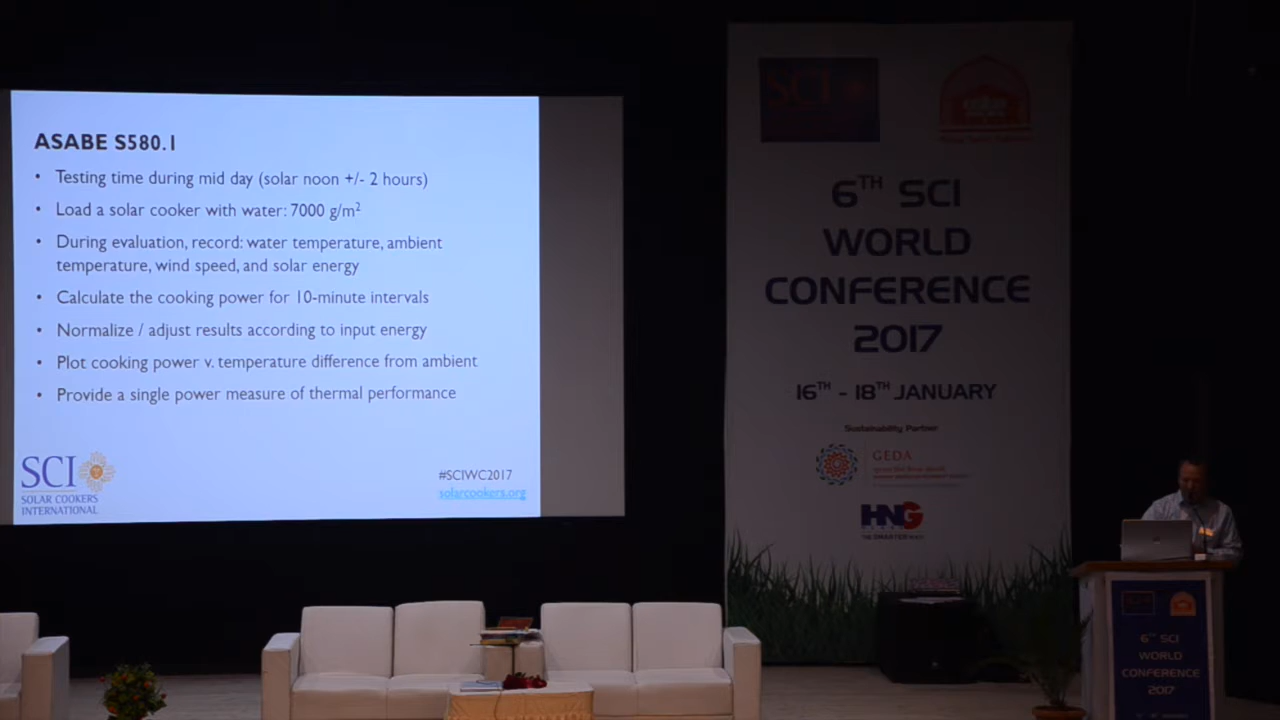 ASABE S580.1
• Testing time during mid day (solar noon +/- 2 hours)
• Load a solar cooker with water: 7000 g/m²
• During evaluation, record: water temperature, ambient
temperature, wind speed, and solar energy
• Calculate the cooking power for 10-minute intervals
• Normalize / adjust results according to input energy
• Plot cooking power v. temperature difference from ambient
• Provide a single power measure of thermal performance
SCI
SOLAR COOKERS
INTERNATIONAL
#SCIWC2017
solarcookers.org
SCI
6TH SCI
WORLD
CONFERENCE
2017
16TH - 18TH JANUARY
Sustainability Partner
GEDA
HNG
6TH SCI
WORLD
CONFERENCE
2017